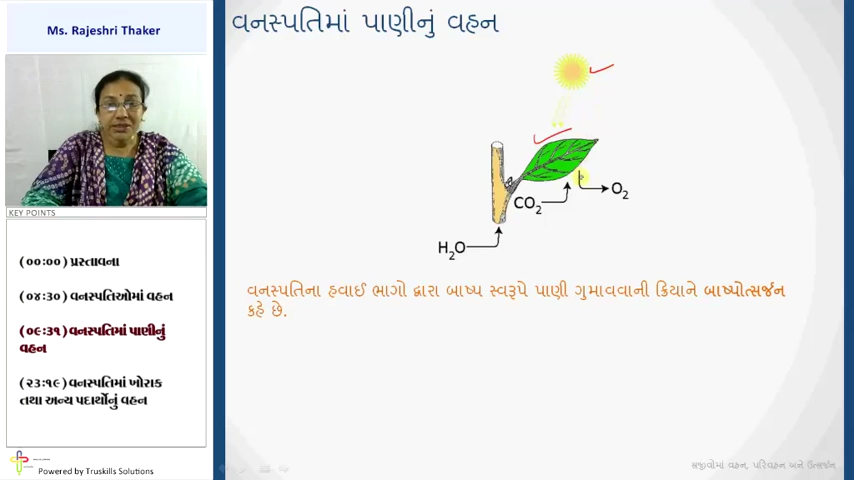 Ms. Rajeshri Thaker
KEY POINTS
(૦૦:૦૦) પ્રસ્તાવના
(૦૪:૩૦) વનસ્પતિઓમાં વહન
(૦૯:૩૧) વનસ્પતિમાં પાણીનું
વહન
(૨૩:૧૯) વનસ્પતિમાં ખોરાક
તથા અન્ય પદાર્થોનું વહન
Powered by Truskills Solutions
વનસ્પતિમાં પાણીનું વહન
O₂
CO₂
H₂O
વનસ્પતિના હવાઈ ભાગો દ્વારા બાષ્પ સ્વરૂપે પાણી ગુમાવવાની ક્રિયાને બાષ્પોત્સર્જન
કહે છે.
સજીવોમાં વહન, પરિવહન અને ઉત્સર્જન